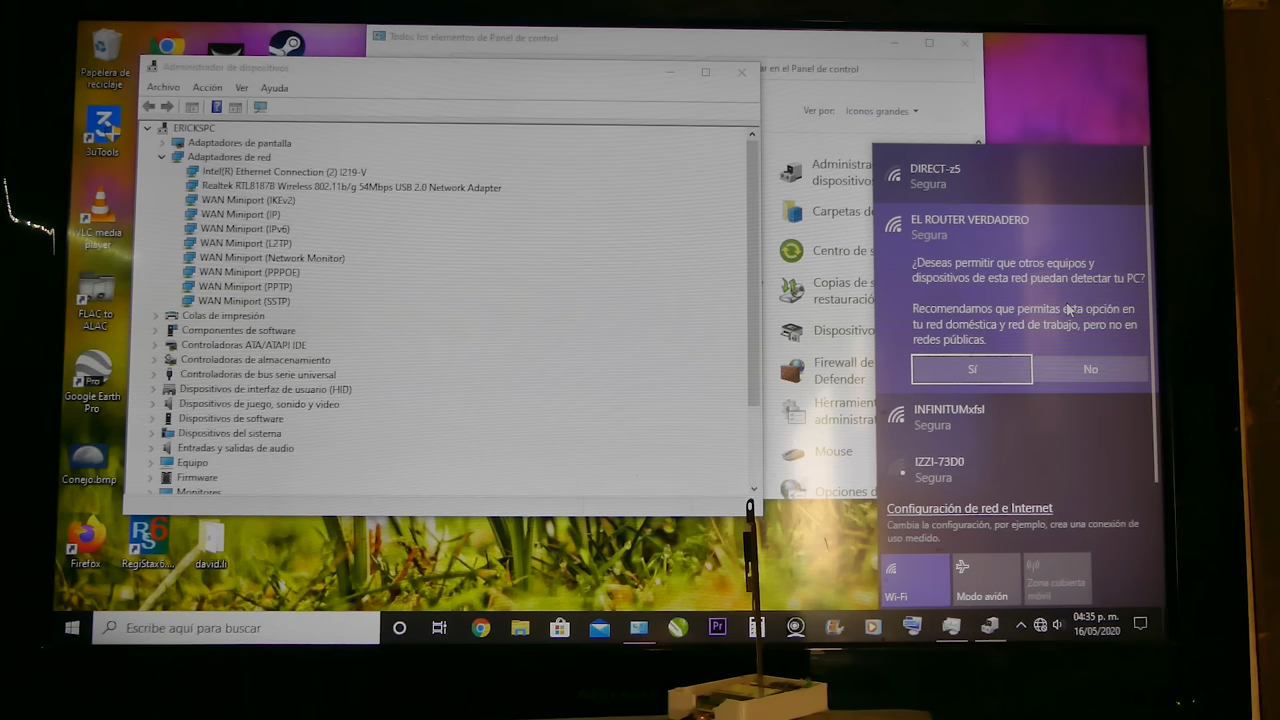 Papelera de
reciclaje
3uTools
VLC media
player
FLAC to
ALAC
Pro
Google Earth
Pro
Conejo.bmp
Firefox
RS6
RegiStax6...
david.li
Todos los elementos de Panel de control
ar en el Panel de control
Ver por: Iconos grandes
Administra
dispositivo
Carpetas de
Centro de s
Copias de s
restauració
Dispositivo
Firewall de
Defender
Herramien
administrat
Mouse
Opciones d
Administrador de dispositivos
Archivo Acción Ver Ayuda
ERICKSPC
Adaptadores de pantalla
Adaptadores de red
Intel(R) Ethernet Connection (2) I219-V
Realtek RTL8187B Wireless 802.11b/g 54Mbps USB 2.0 Network Adapter
WAN Miniport (IKEv2)
WAN Miniport (IP)
WAN Miniport (IPv6)
WAN Miniport (L2TP)
WAN Miniport (Network Monitor)
WAN Miniport (PPPOE)
WAN Miniport (PPTP)
WAN Miniport (SSTP)
Colas de impresión
Componentes de software
Controladoras ATA/ATAPI IDE
Controladoras de almacenamiento
Controladoras de bus serie universal
Dispositivos de interfaz de usuario (HID)
Dispositivos de juego, sonido y vídeo
Dispositivos de software
Dispositivos del sistema
Entradas y salidas de audio
Equipo
Firmware
Monitores
DIRECT-z5
Segura
EL ROUTER VERDADERO
Segura
¿Deseas permitir que otros equipos y
dispositivos de esta red puedan detectar tu PC?
Recomendamos que permitas esta opción en
tu red doméstica y red de trabajo, pero no en
redes públicas.
Sí No
INFINITUMxfsl
Segura
IZZI-73D0
Segura
Configuración de red e Internet
Cambia la configuración, por ejemplo, crea una conexión de
uso medido.
Wi-Fi
Modo avión
Zona cubierta
móvil
Escribe aquí para buscar
Pr
04:35 p. m.
16/05/2020